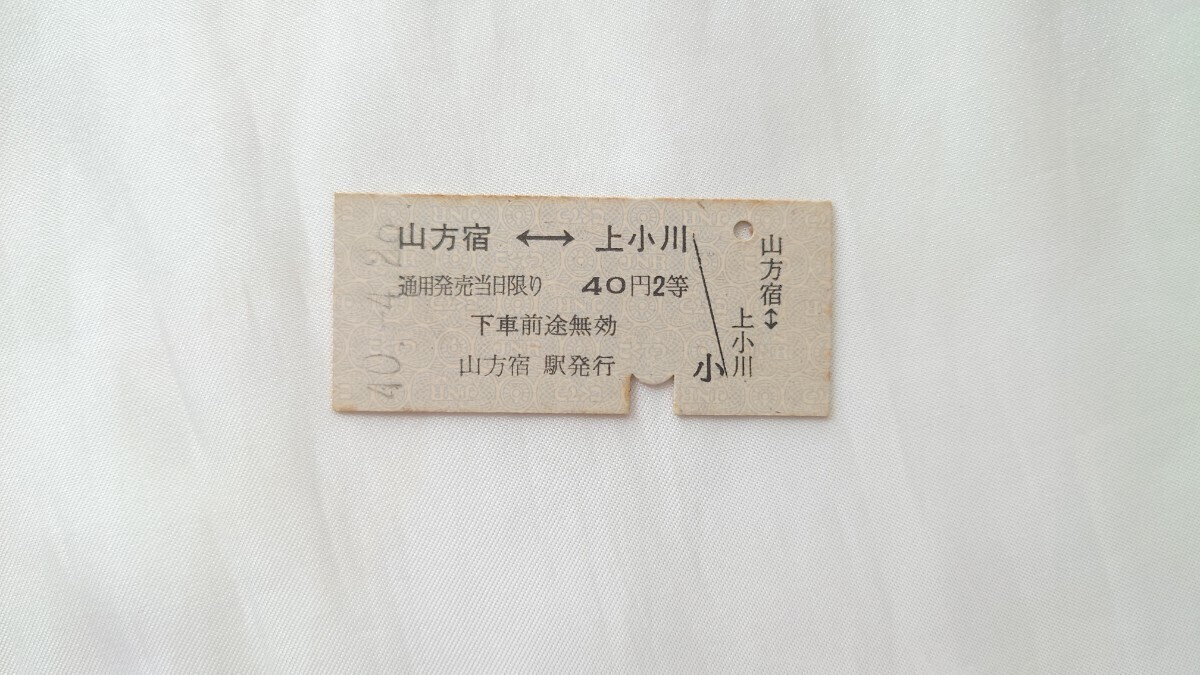 山方宿 ↔ 上小川
通用発売当日限り 40円2等
下車前途無効
山方宿 駅発行
小
山方宿↕
上小川
40.-4.29